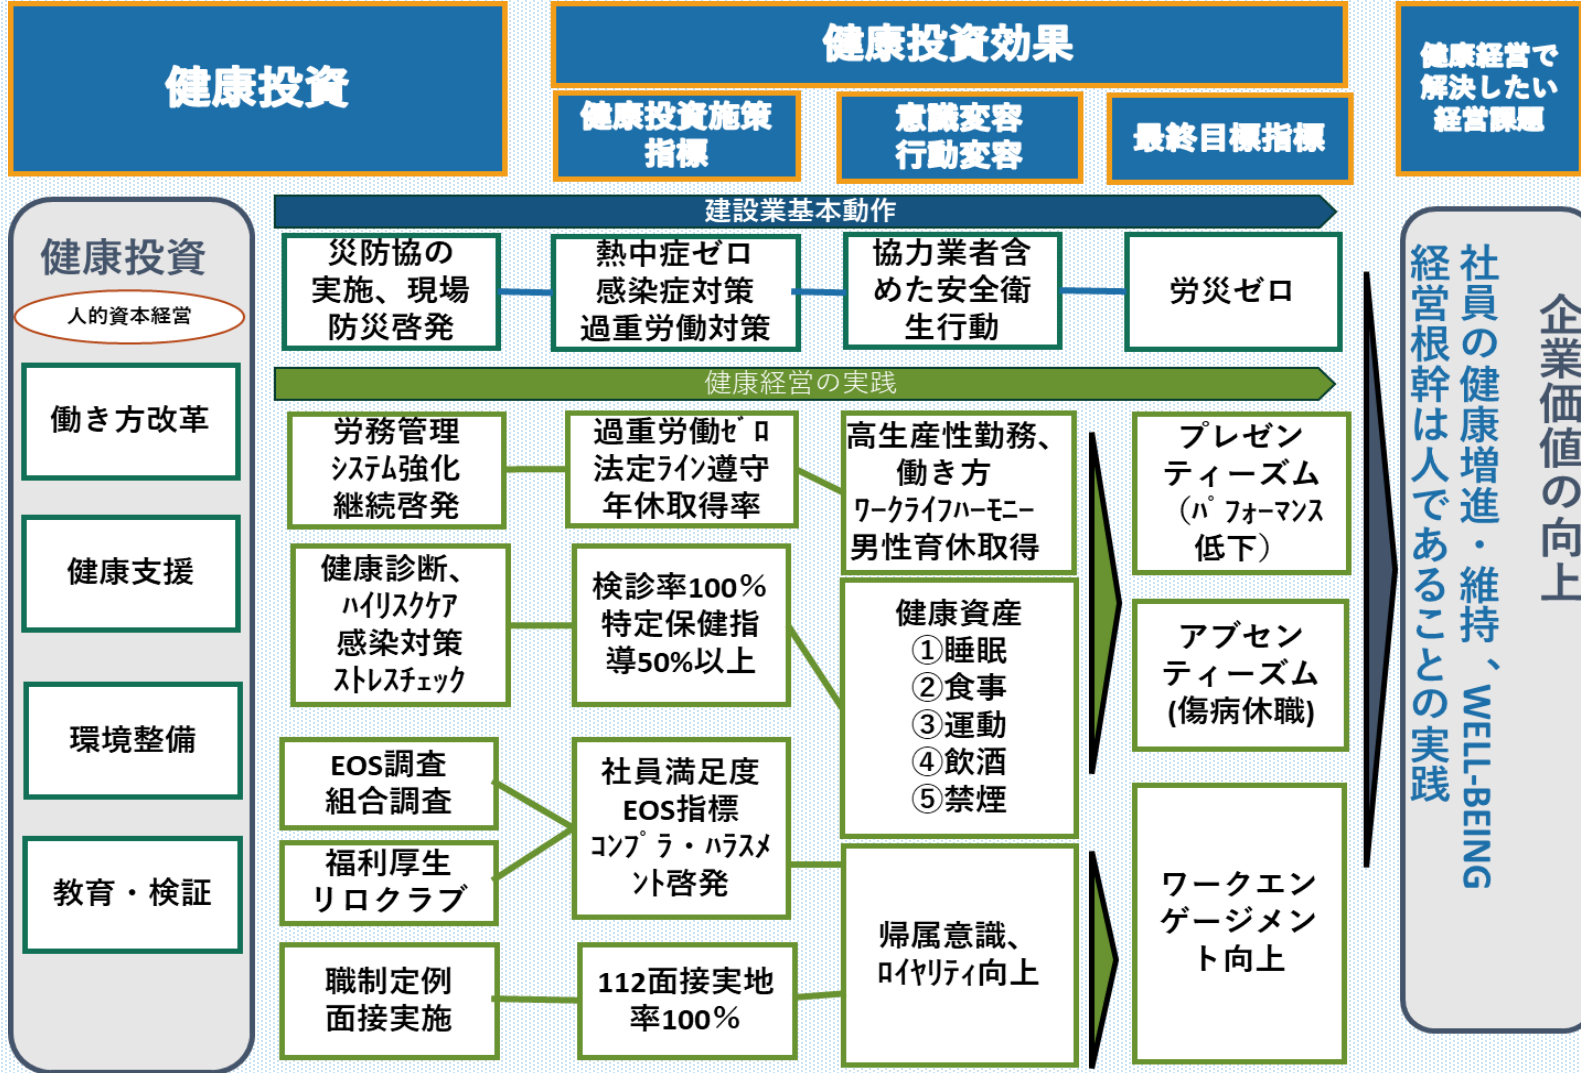 健康投資
健康投資効果
健康投資施策
指標
意識変容
行動変容
最終目標指標
健康経営で
解決したい
経営課題
健康投資
人的資本経営
働き方改革
健康支援
環境整備
教育・検証
建設業基本動作
災防協の
実施、現場
防災啓発
熱中症ゼロ
感染症対策
過重労働対策
協力業者含
めた安全衛
生行動
労災ゼロ
健康経営の実践
労務管理
ｼｽﾃﾑ強化
継続啓発
過重労働ｾﾞﾛ
法定ﾗｲﾝ遵守
年休取得率
高生産性勤務、
働き方
ﾜｰｸﾗｲﾌﾊｰﾓﾆｰ
男性育休取得
プレゼン
ティーズム
（ﾊﾟﾌｫｰﾏﾝｽ
低下）
健康診断、
ﾊｲﾘｽｸｹｱ
感染対策
ｽﾄﾚｽﾁｪｯｸ
検診率100％
特定保健指
導50%以上
健康資産
①睡眠
②食事
③運動
④飲酒
⑤禁煙
アブセン
ティーズム
(傷病休職)
EOS調査
組合調査
福利厚生
リロクラブ
社員満足度
EOS指標
ｺﾝﾌﾟﾗ・ﾊﾗｽﾒ
ﾝﾄ啓発
帰属意識、
ﾛｲﾔﾘﾃｨ向上
ワークエン
ゲージメン
ト向上
職制定例
面接実施
112面接実地
率100％
企業価値の向上
社員の健康増進・維持、WELL-BEING
経営根幹は人であることの実践